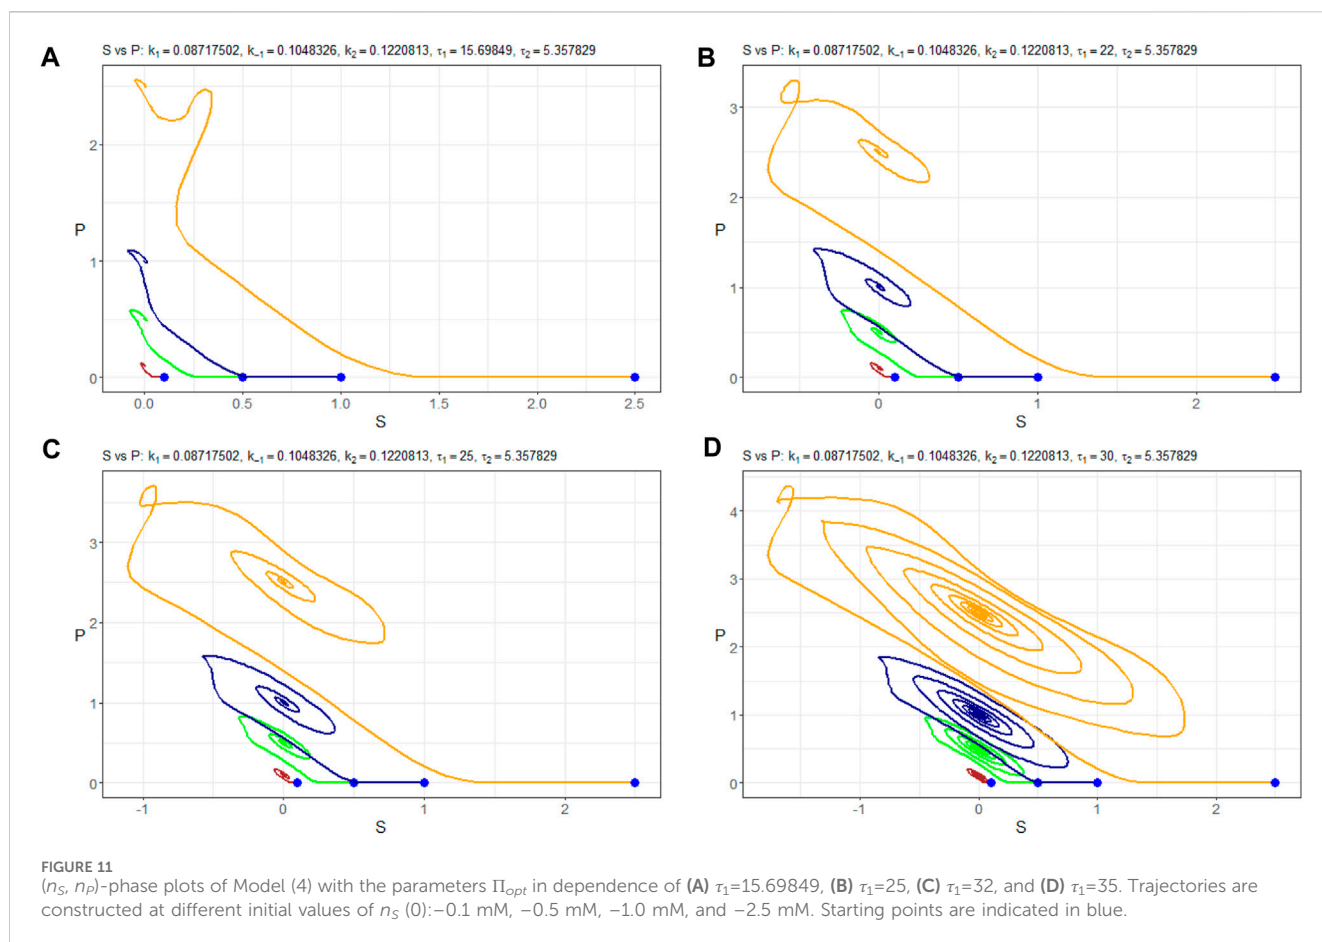 A
S vs P: k₁ = 0.08717502, k₋₁ = 0.1048326, k₂ = 0.1220813, τ₁ = 15.69849, τ₂ = 5.357829
P
2
1
0
0.0 0.5 1.0 1.5 2.0 2.5
S
B
S vs P: k₁ = 0.08717502, k₋₁ = 0.1048326, k₂ = 0.1220813, τ₁ = 22, τ₂ = 5.357829
P
3
2
1
0
0 1 2
S
C
S vs P: k₁ = 0.08717502, k₋₁ = 0.1048326, k₂ = 0.1220813, τ₁ = 25, τ₂ = 5.357829
P
3
2
1
0
-1 0 1 2
S
D
S vs P: k₁ = 0.08717502, k₋₁ = 0.1048326, k₂ = 0.1220813, τ₁ = 30, τ₂ = 5.357829
P
4
3
2
1
0
-1 0 1 2
S
FIGURE 11
(n_S, n_P)-phase plots of Model (4) with the parameters Π_opt in dependence of (A) τ₁=15.69849, (B) τ₁=25, (C) τ₁=32, and (D) τ₁=35. Trajectories are
constructed at different initial values of n_S (0):−0.1 mM, −0.5 mM, −1.0 mM, and −2.5 mM. Starting points are indicated in blue.